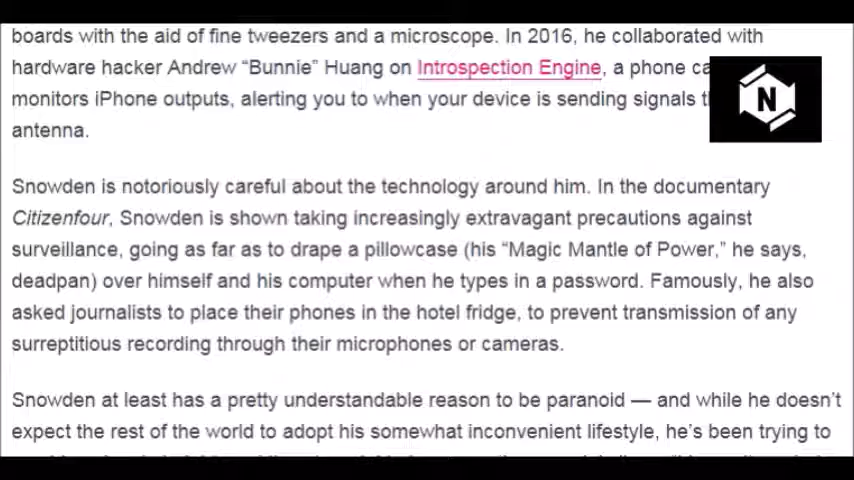 boards with the aid of fine tweezers and a microscope. In 2016, he collaborated with
hardware hacker Andrew “Bunnie” Huang on Introspection Engine, a phone ca
monitors iPhone outputs, alerting you to when your device is sending signals t
antenna.
N
Snowden is notoriously careful about the technology around him. In the documentary
Citizenfour, Snowden is shown taking increasingly extravagant precautions against
surveillance, going as far as to drape a pillowcase (his “Magic Mantle of Power,” he says,
deadpan) over himself and his computer when he types in a password. Famously, he also
asked journalists to place their phones in the hotel fridge, to prevent transmission of any
surreptitious recording through their microphones or cameras.
Snowden at least has a pretty understandable reason to be paranoid — and while he doesn’t
expect the rest of the world to adopt his somewhat inconvenient lifestyle, he’s been trying to